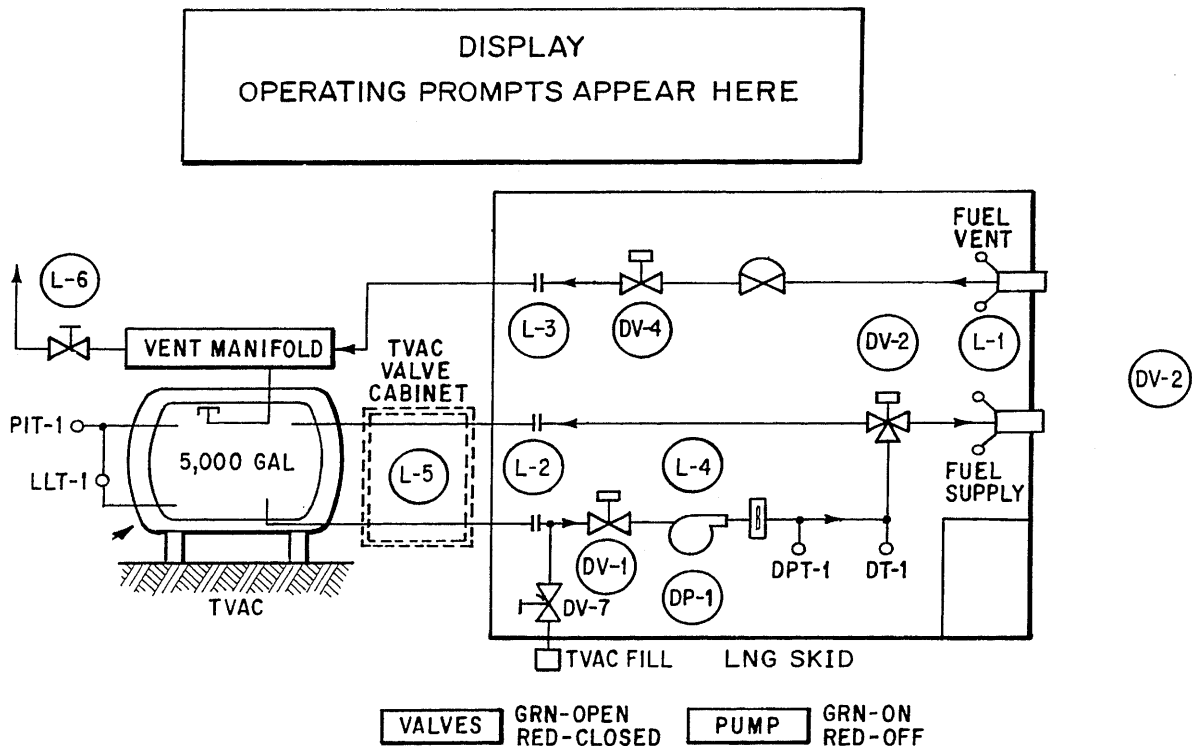 DISPLAY
OPERATING PROMPTS APPEAR HERE
FUEL
VENT
L-6
L-3
DV-4
DV-2
L-1
VENT MANIFOLD
TVAC
VALVE
CABINET
DV-2
PIT-1
5,000 GAL
LLT-1
L-5
L-2
L-4
FUEL
SUPPLY
DV-1
DP-1
DPT-1
DT-1
TVAC
DV-7
TVAC FILL
LNG SKID
VALVES
GRN-OPEN
RED-CLOSED
PUMP
GRN-ON
RED-OFF